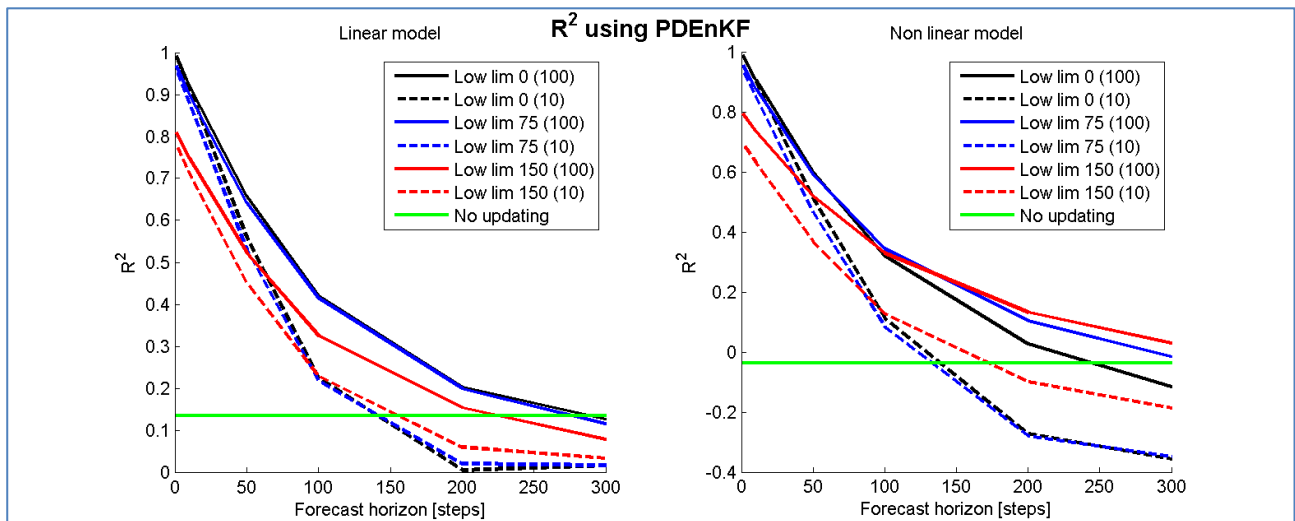 R² using PDEnKF
Linear model
1
0.9
0.8
0.7
0.6
0.5
0.4
0.3
0.2
0.1
0
R²
0
50
100
150
200
250
300
Forecast horizon [steps]
Low lim 0 (100)
Low lim 0 (10)
Low lim 75 (100)
Low lim 75 (10)
Low lim 150 (100)
Low lim 150 (10)
No updating
Non linear model
1
0.8
0.6
0.4
0.2
0
-0.2
-0.4
R²
0
50
100
150
200
250
300
Forecast horizon [steps]
Low lim 0 (100)
Low lim 0 (10)
Low lim 75 (100)
Low lim 75 (10)
Low lim 150 (100)
Low lim 150 (10)
No updating